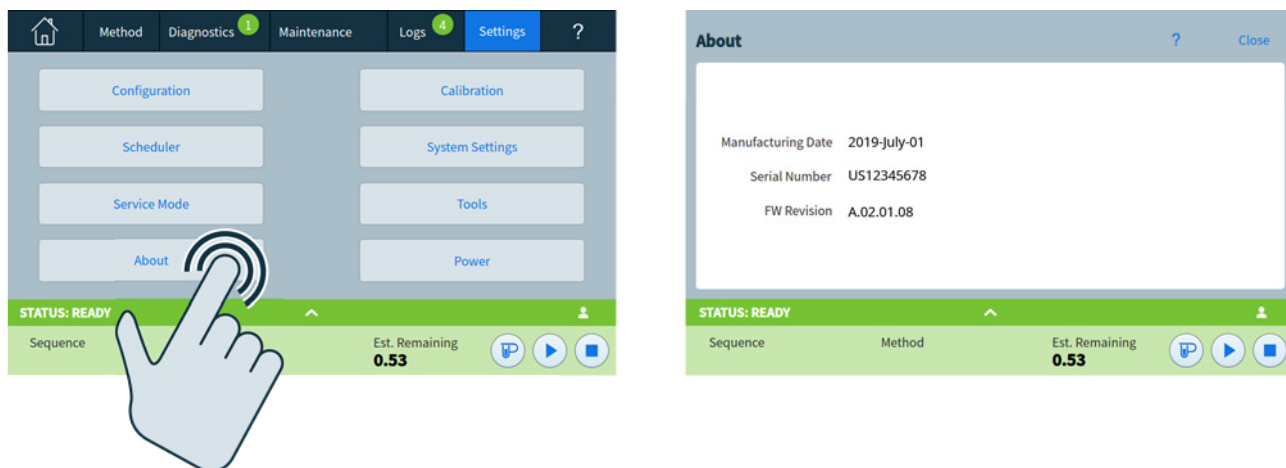 Method Diagnostics 1 Maintenance Logs 4 Settings ?
Configuration Calibration
Scheduler System Settings
Service Mode Tools
About Power
STATUS: READY
Sequence Est. Remaining
0.53
About ? Close
Manufacturing Date 2019-July-01
Serial Number US12345678
FW Revision A.02.01.08
STATUS: READY
Sequence Method Est. Remaining
0.53